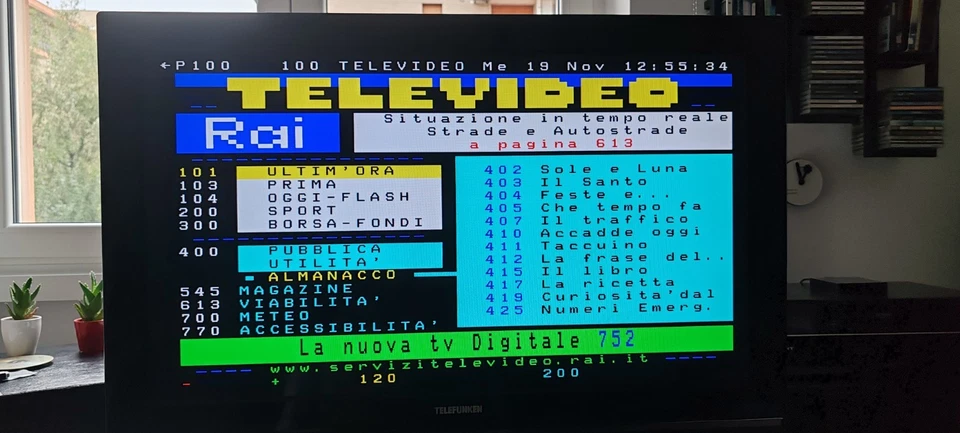 ←P100 100 TELEVIDEO Me 19 Nov 12:55:34
TELEVIDEO
Rai
Situazione in tempo reale
Strade e Autostrade
a pagina 613
101 ULTIM'ORA
103 PRIMA
104 OGGI-FLASH
200 SPORT
300 BORSA-FONDI
400 PUBBLICA
UTILITA'
ALMANACCO
545 MAGAZINE
613 VIABILITA'
700 METEO
770 ACCESSIBILITA'
402 Sole e Luna
403 Il Santo
404 Feste e...
405 Che tempo fa
407 Il traffico
410 Accadde oggi
411 Taccuino
412 La frase del..
415 Il libro
417 La ricetta
419 Curiosita'dal
425 Numeri Emerg.
La nuova tv Digitale 752
www.servizitelevideo.rai.it
- + 120 200
TELEFUNKEN